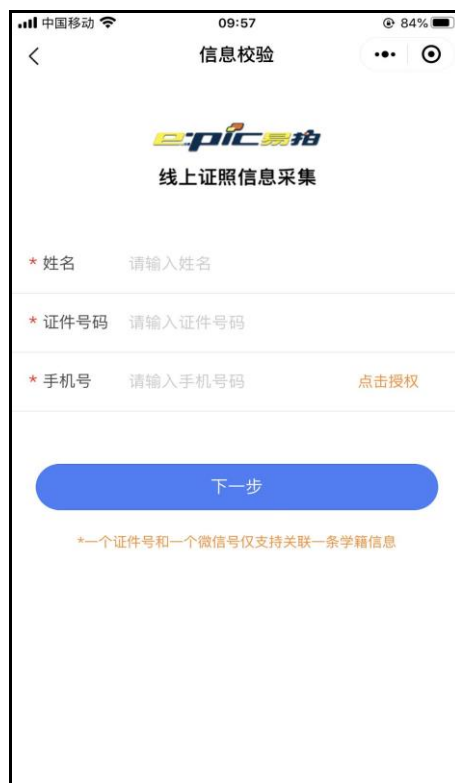 中国移动 09:57 84%
信息校验
e:pic易拍
线上证照信息采集
* 姓名 请输入姓名
* 证件号码 请输入证件号码
* 手机号 请输入手机号码 点击授权
下一步
*一个证件号和一个微信号仅支持关联一条学籍信息